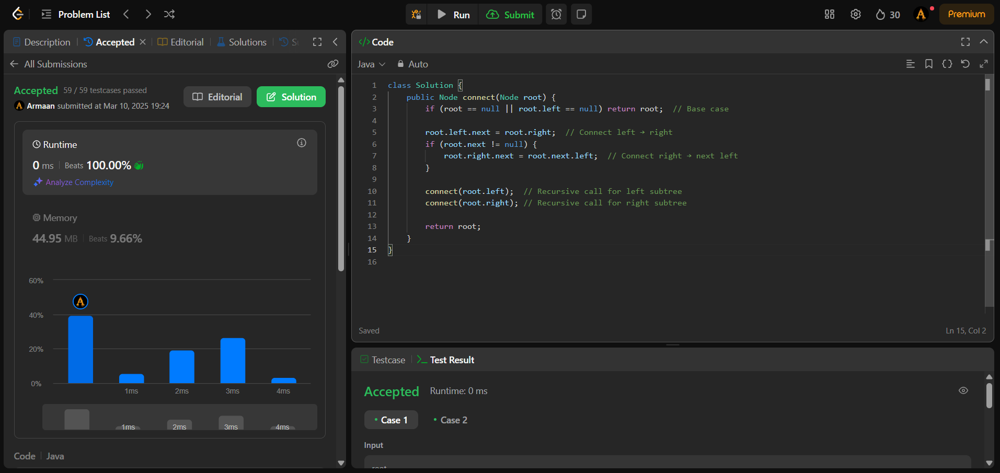 Problem List
Run
Submit
30
Premium
Description
Accepted
Editorial
Solutions
All Submissions
Accepted 59 / 59 testcases passed
Armaan submitted at Mar 10, 2025 19:24
Editorial
Solution
Runtime
0 ms | Beats 100.00%
Analyze Complexity
Memory
44.95 MB | Beats 9.66%
60%
40%
20%
0%
1ms 2ms 3ms 4ms
1ms 2ms 3ms 4ms
Code | Java
</> Code
Java
Auto
1 class Solution {
2 public Node connect(Node root) {
3 if (root == null || root.left == null) return root;  // Base case
4
5 root.left.next = root.right;  // Connect left → right
6 if (root.next != null) {
7 root.right.next = root.next.left;  // Connect right → next left
8 }
9
10 connect(root.left);  // Recursive call for left subtree
11 connect(root.right); // Recursive call for right subtree
12
13 return root;
14 }
15 }
16
Saved
Ln 15, Col 2
Testcase
Test Result
Accepted
Runtime: 0 ms
• Case 1
• Case 2
Input